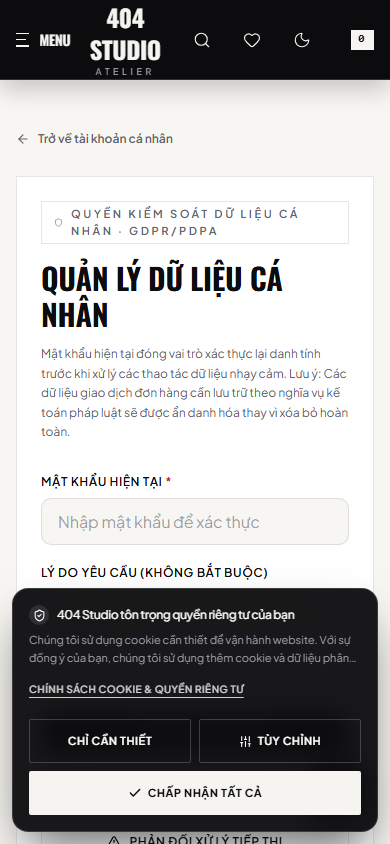 MENU
404
STUDIO
ATELIER
0
Trở về tài khoản cá nhân
QUYỀN KIỂM SOÁT DỮ LIỆU CÁ
NHÂN · GDPR/PDPA
QUẢN LÝ DỮ LIỆU CÁ
NHÂN
Mật khẩu hiện tại đóng vai trò xác thực lại danh tính
trước khi xử lý các thao tác dữ liệu nhạy cảm. Lưu ý: Các
dữ liệu giao dịch đơn hàng cần lưu trữ theo nghĩa vụ kế
toán pháp luật sẽ được ẩn danh hóa thay vì xóa bỏ hoàn
toàn.
MẬT KHẨU HIỆN TẠI *
Nhập mật khẩu để xác thực
LÝ DO YÊU CẦU (KHÔNG BẮT BUỘC)
404 Studio tôn trọng quyền riêng tư của bạn
Chúng tôi sử dụng cookie cần thiết để vận hành website. Với sự
đồng ý của bạn, chúng tôi sử dụng thêm cookie và dữ liệu phân...
CHÍNH SÁCH COOKIE & QUYỀN RIÊNG TƯ
CHỈ CẦN THIẾT
TÙY CHỈNH
CHẤP NHẬN TẤT CẢ
PHẢN ĐỐI XỬ LÝ TIẾP THỊ